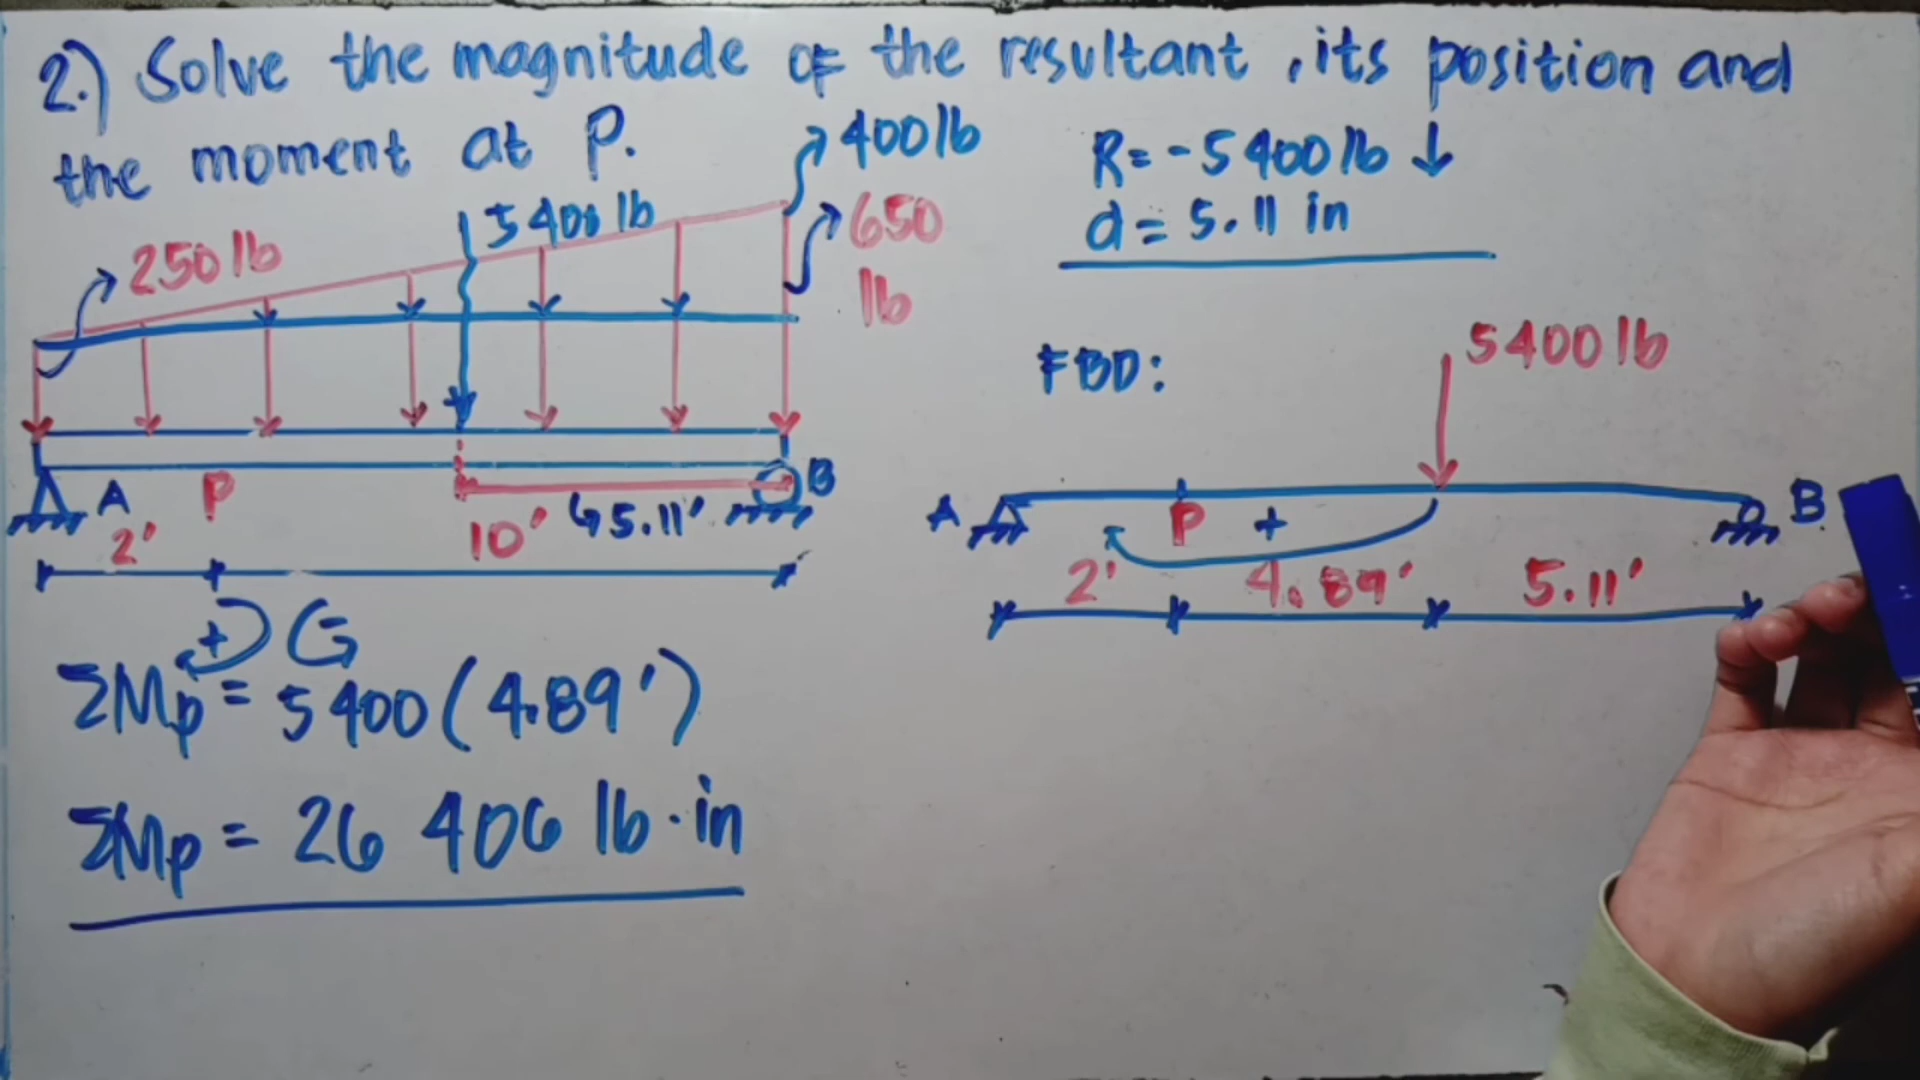 2.) Solve the magnitude of the resultant, its position and
the moment at P.
400 lb
R = -5400 lb ↓
d = 5.11 in
5400 lb
250 lb
650
lb
FBD:
5400 lb
A
P
B
2'
10'
↳5.11'
A
P
+
B
2'
4.89'
5.11'
+
ΣMp = 5400 (4.89')
ΣMp = 26 406 lb·in